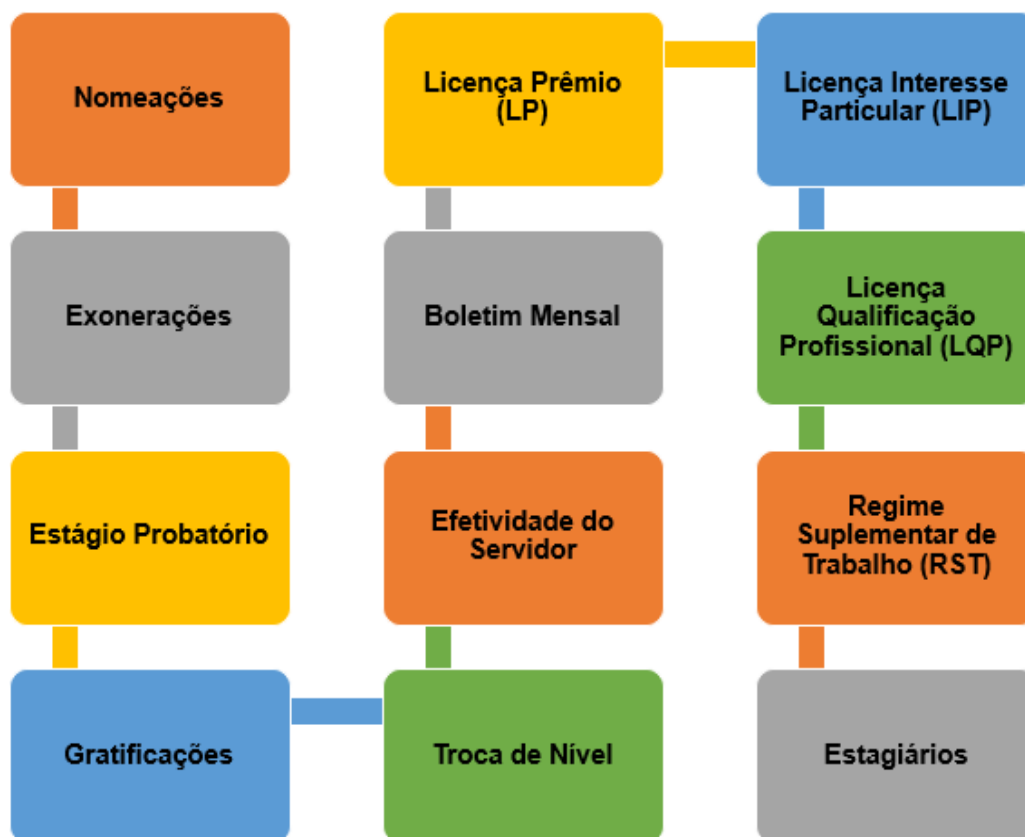 Nomeações
Exonerações
Estágio Probatório
Gratificações
Troca de Nível
Efetividade do
Servidor
Boletim Mensal
Licença Prêmio
(LP)
Licença Interesse
Particular (LIP)
Licença
Qualificação
Profissional (LQP)
Regime
Suplementar de
Trabalho (RST)
Estagiários